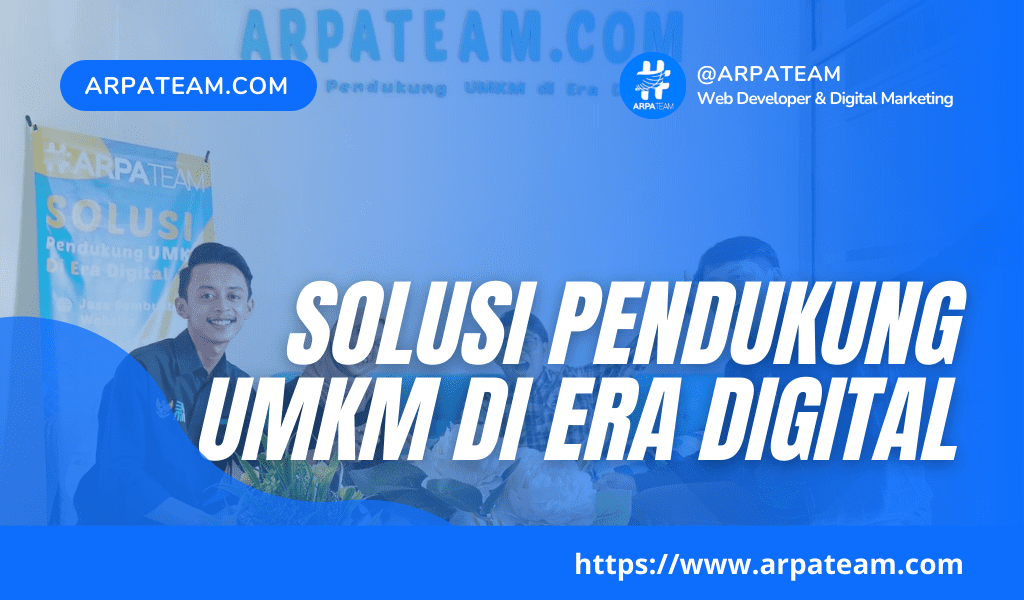 ARPATEAM.COM
Pendukung UMKM di Era
ARPATEAM.COM
@ARPATEAM
Web Developer & Digital Marketing
ARPATEAM
ARPATEAM
SOLUSI
Pendukung UMK
Di Era Digital
SOLUSI PENDUKUNG
UMKM DI ERA DIGITAL
https://www.arpateam.com